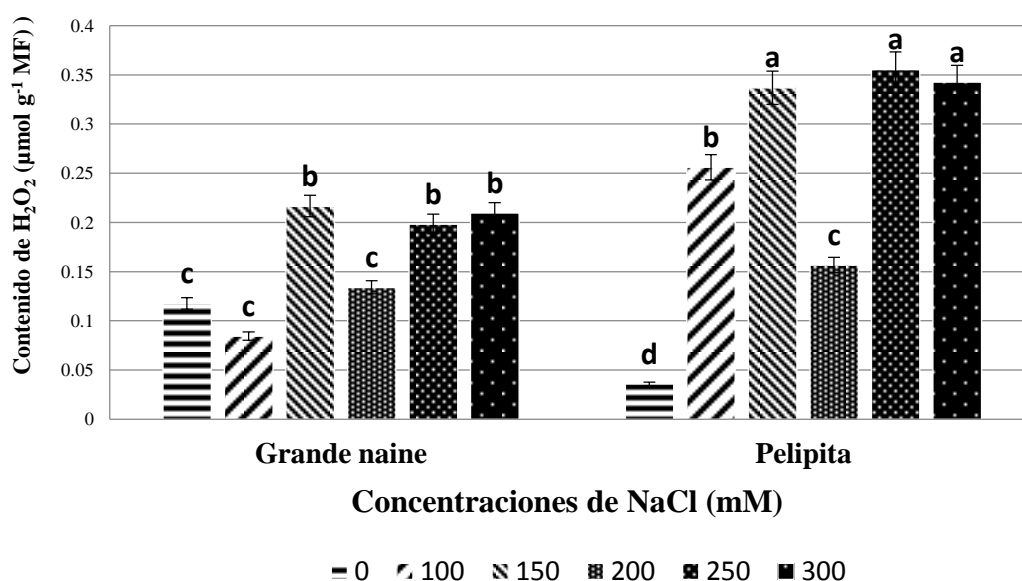 Contenido de H₂O₂ (µmol g⁻¹ MF) )
0.4
0.35
0.3
0.25
0.2
0.15
0.1
0.05
0
c
c
b
c
b
b
d
b
a
c
a
a
Grande naine
Pelipita
Concentraciones de NaCl (mM)
0 100 150 200 250 300